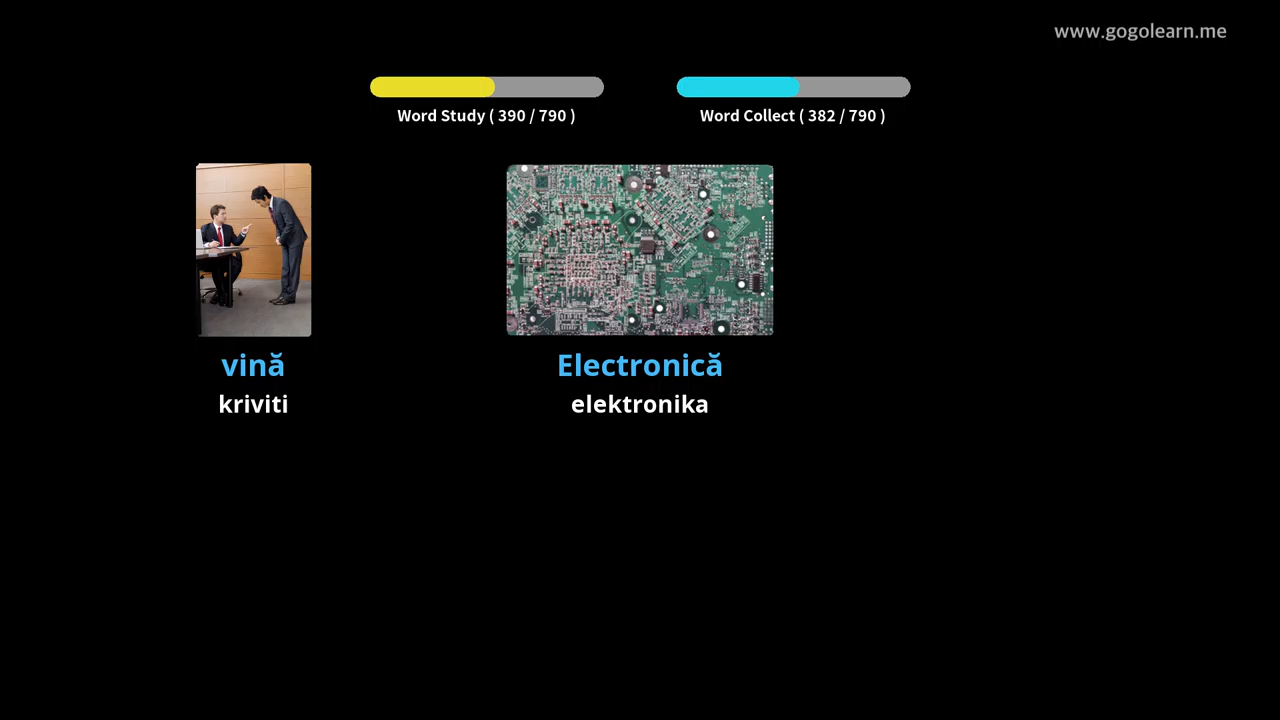 www.gogolearn.me
Word Study ( 390 / 790 )
Word Collect ( 382 / 790 )
vină
kriviti
Electronică
elektronika